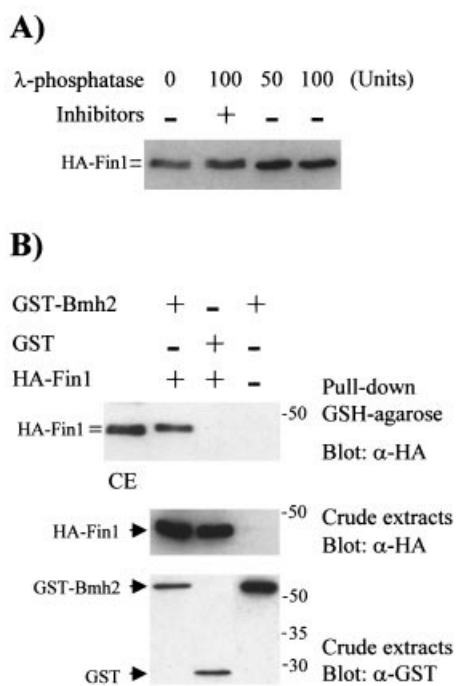 A)
λ-phosphatase 0 100 50 100 (Units)
Inhibitors - + - -
HA-Fin1=
B)
GST-Bmh2 + - +
GST - + -
HA-Fin1 + + -
Pull-down
GSH-agarose
Blot: α-HA
-50
HA-Fin1 =
CE
-50
HA-Fin1
Crude extracts
Blot: α-HA
GST-Bmh2
-50
-35
-30
GST
Crude extracts
Blot: α-GST